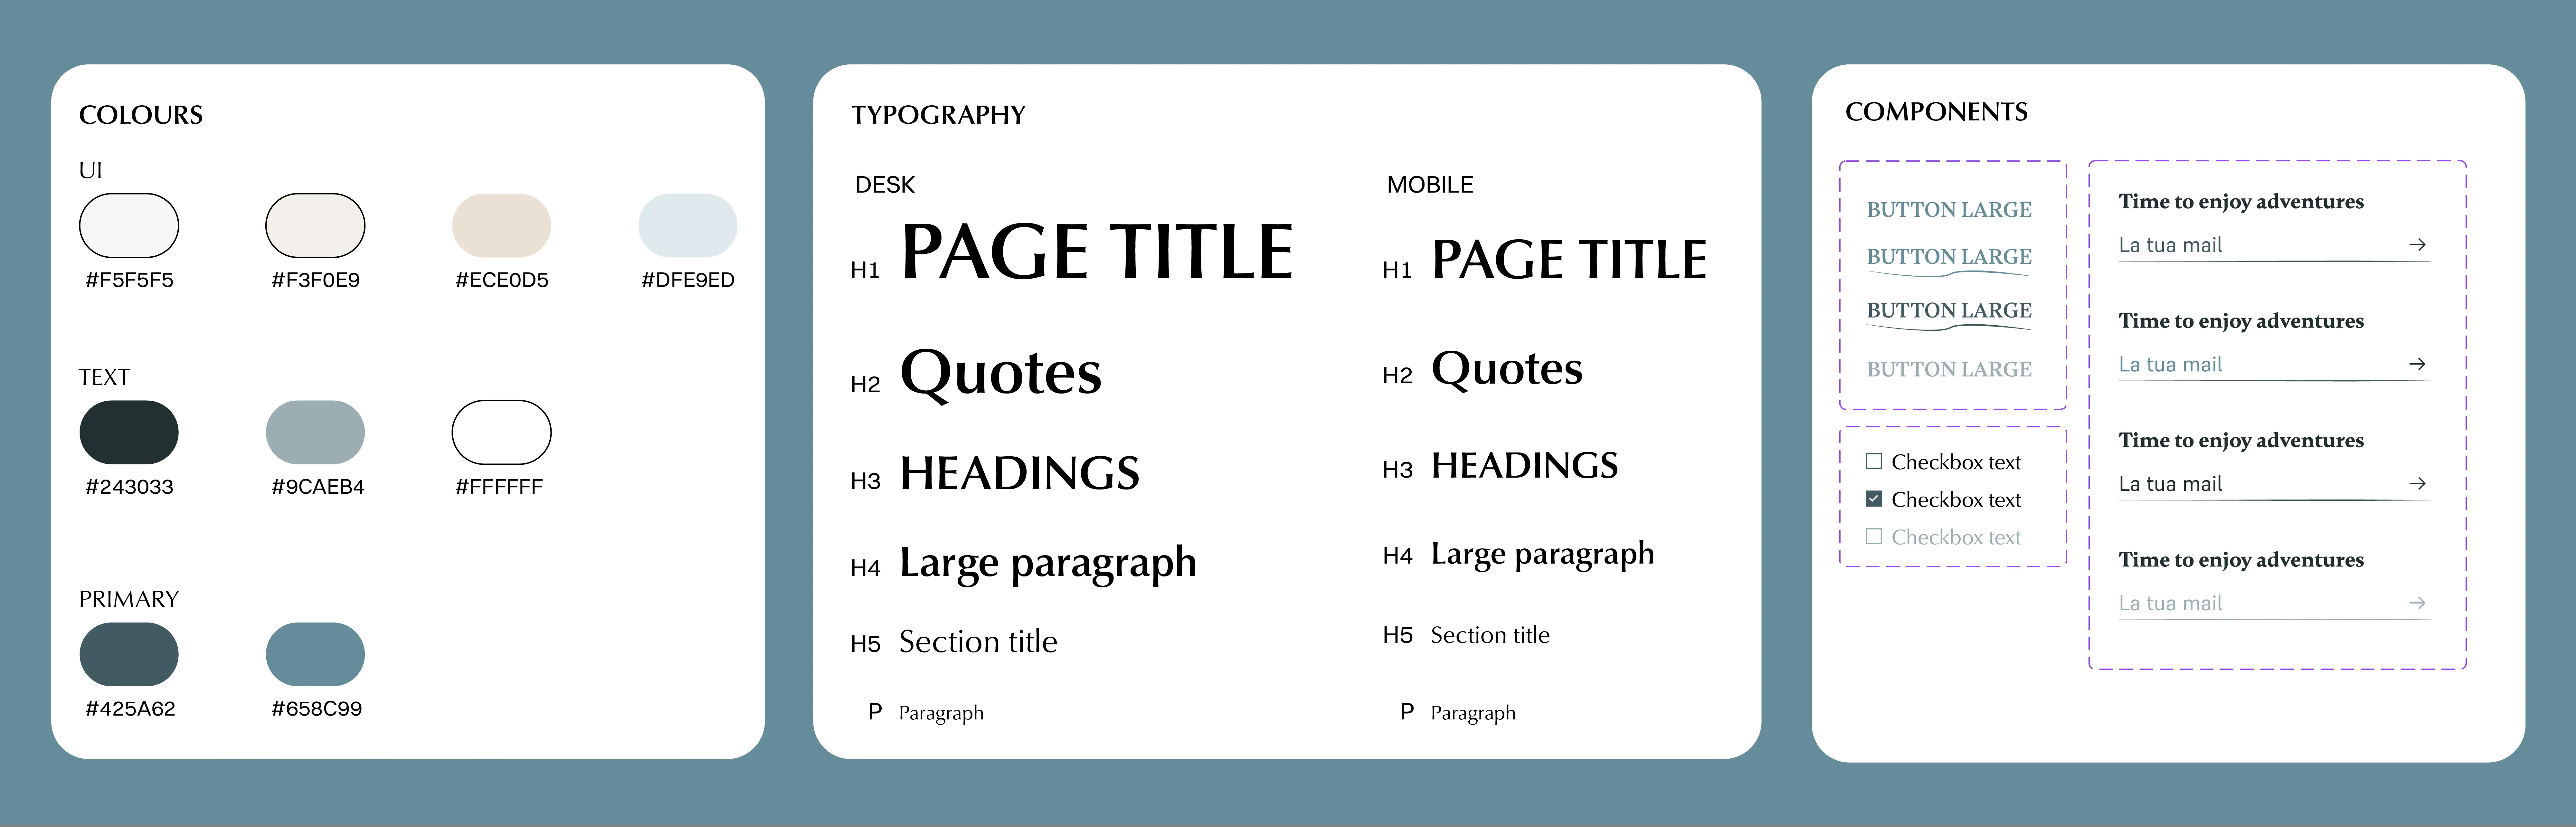 COLOURS
UI
#F5F5F5 #F3F0E9 #ECE0D5 #DFE9ED
TEXT
#243033 #9CAEB4 #FFFFFF
PRIMARY
#425A62 #658C99
TYPOGRAPHY
DESK
H1 PAGE TITLE
H2 Quotes
H3 HEADINGS
H4 Large paragraph
H5 Section title
P Paragraph
MOBILE
H1 PAGE TITLE
H2 Quotes
H3 HEADINGS
H4 Large paragraph
H5 Section title
P Paragraph
COMPONENTS
BUTTON LARGE
BUTTON LARGE
BUTTON LARGE
BUTTON LARGE
Checkbox text
Checkbox text
Checkbox text
Time to enjoy adventures
La tua mail
Time to enjoy adventures
La tua mail
Time to enjoy adventures
La tua mail
Time to enjoy adventures
La tua mail